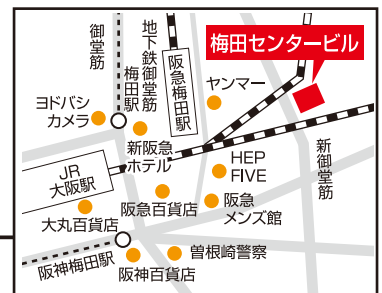 御堂筋
地下鉄御堂筋
梅田駅
阪急梅田駅
梅田センタービル
ヤンマー
ヨドバシ
カメラ
新阪急
ホテル
HEP
FIVE
新御堂筋
JR
大阪駅
阪急百貨店
阪急
メンズ館
大丸百貨店
阪神梅田駅
阪神百貨店
曽根崎警察